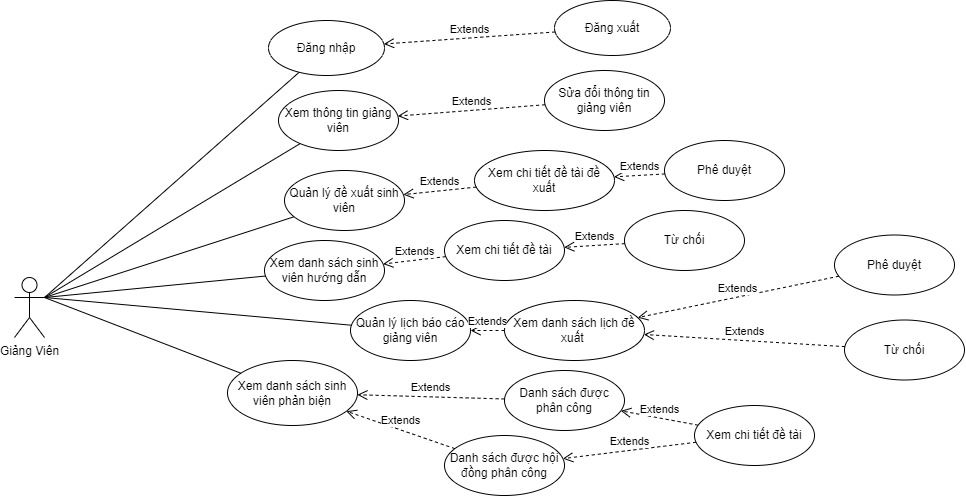 Đăng nhập
Extends
Đăng xuất
Xem thông tin giảng
viên
Extends
Sửa đổi thông tin
giảng viên
Quản lý đề xuất sinh
viên
Extends
Xem chi tiết đề tài đề
xuất
Extends
Phê duyệt
Xem danh sách sinh
viên hướng dẫn
Extends
Xem chi tiết đề tài
Extends
Từ chối
Giảng Viên
Quản lý lịch báo cáo
giảng viên
Extends
Xem danh sách lịch đề
xuất
Extends
Phê duyệt
Extends
Từ chối
Xem danh sách sinh
viên phản biện
Extends
Danh sách được
phân công
Extends
Extends
Danh sách được hội
đồng phân công
Extends
Xem chi tiết đề tài